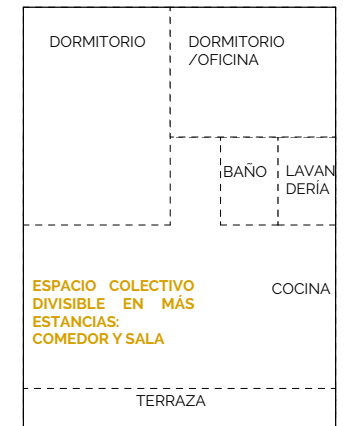 DORMITORIO
DORMITORIO
/OFICINA
BAÑO
LAVAN
DERÍA
ESPACIO COLECTIVO
DIVISIBLE EN MÁS
ESTANCIAS:
COMEDOR Y SALA
COCINA
TERRAZA